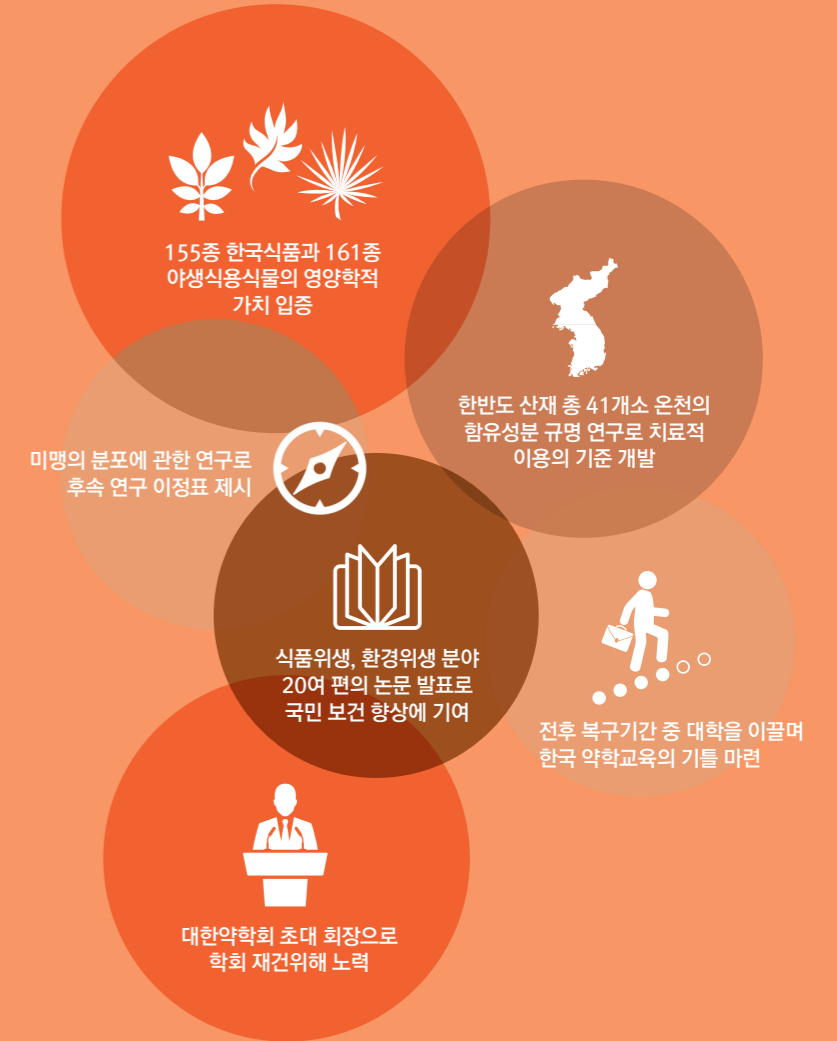 155종 한국식품과 161종
야생식용식물의 영양학적
가치 입증
한반도 산재 총 41개소 온천의
함유성분 규명 연구로 치료적
이용의 기준 개발
미맹의 분포에 관한 연구로
후속 연구 이정표 제시
식품위생, 환경위생 분야
20여 편의 논문 발표로
국민 보건 향상에 기여
전후 복구기간 중 대학을 이끌며
한국 약학교육의 기틀 마련
대한약학회 초대 회장으로
학회 재건위해 노력